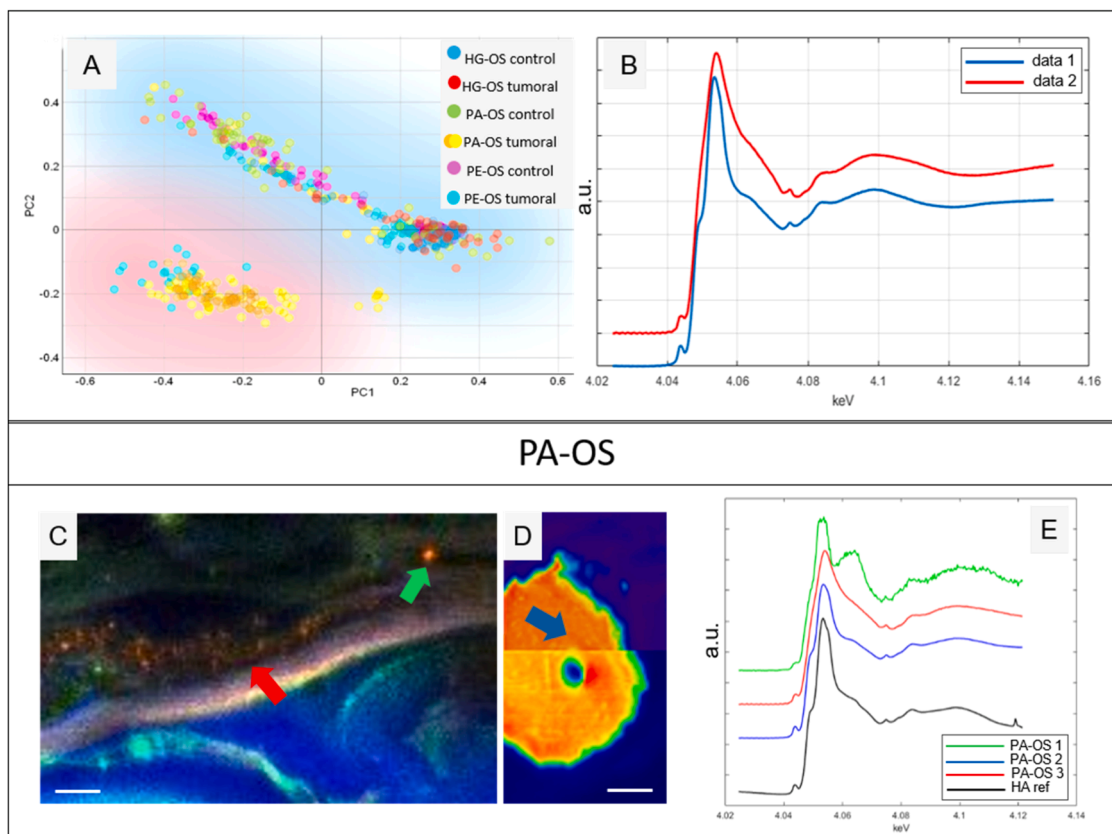 A
HG-OS control
HG-OS tumoral
PA-OS control
PA-OS tumoral
PE-OS control
PE-OS tumoral
0.4
0.2
0
-0.2
-0.4
PC2
-0.6
-0.4
-0.2
0
0.2
0.4
0.6
PC1
B
data 1
data 2
a.u.
4.02
4.04
4.06
4.08
4.1
4.12
4.14
4.16
keV
PA-OS
C
D
E
a.u.
PA-OS 1
PA-OS 2
PA-OS 3
HA ref
4.02
4.04
4.06
4.08
4.1
4.12
4.14
keV